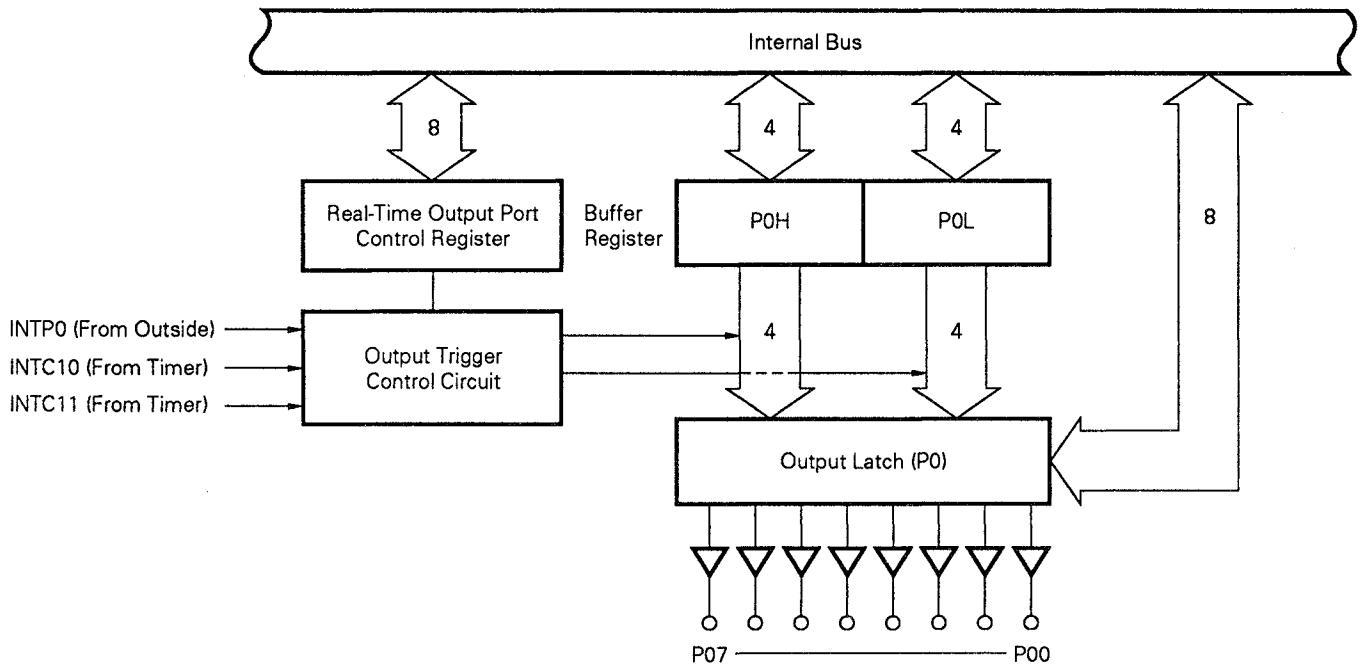 Internal Bus
8
4
4
Real-Time Output Port
Control Register
Buffer
Register
P0H
P0L
8
INTP0 (From Outside)
INTC10 (From Timer)
INTC11 (From Timer)
Output Trigger
Control Circuit
4
4
Output Latch (P0)
P07
P00